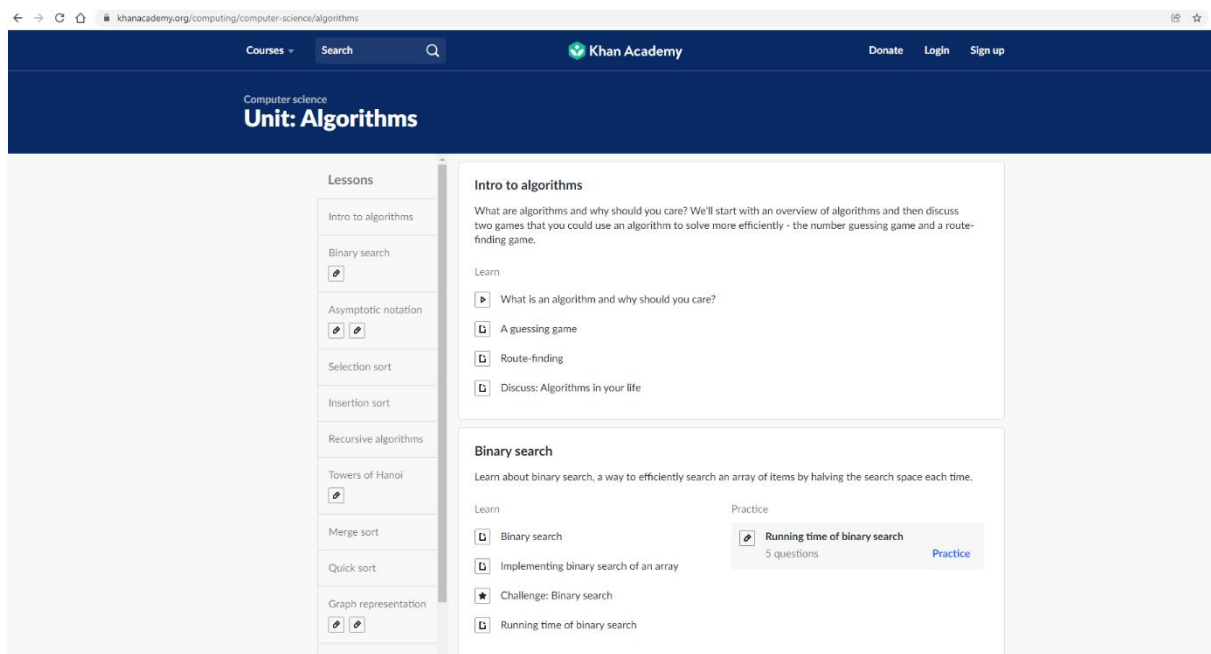 khanacademy.org/computing/computer-science/algorithms
Courses
Search
Khan Academy
Donate
Login
Sign up
Computer science
Unit: Algorithms
Lessons
Intro to algorithms
Binary search
Asymptotic notation
Selection sort
Insertion sort
Recursive algorithms
Towers of Hanoi
Merge sort
Quick sort
Graph representation
Intro to algorithms
What are algorithms and why should you care? We'll start with an overview of algorithms and then discuss
two games that you could use an algorithm to solve more efficiently - the number guessing game and a route-
finding game.
Learn
What is an algorithm and why should you care?
A guessing game
Route-finding
Discuss: Algorithms in your life
Binary search
Learn about binary search, a way to efficiently search an array of items by halving the search space each time.
Learn
Binary search
Implementing binary search of an array
Challenge: Binary search
Running time of binary search
Practice
Running time of binary search
5 questions
Practice